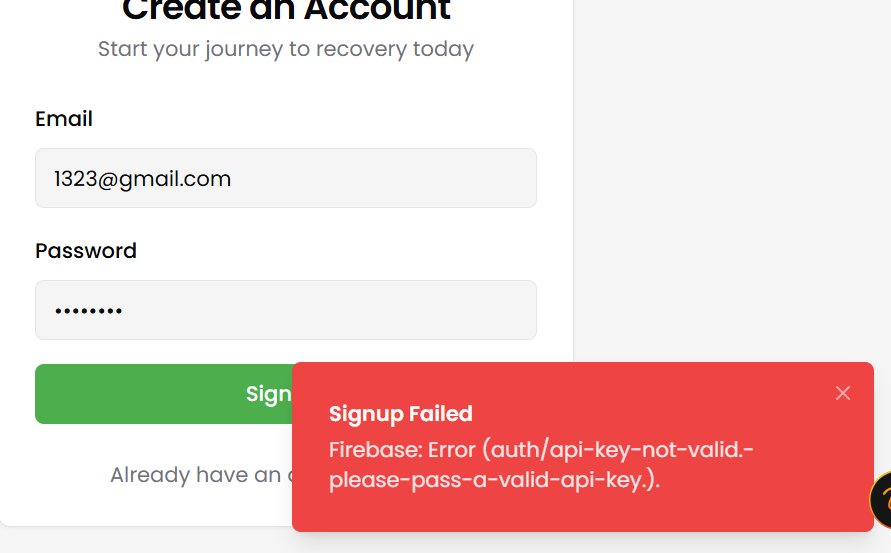 Create an Account
Start your journey to recovery today
Email
1323@gmail.com
Password
••••••••
Sign
Already have an
Signup Failed
Firebase: Error (auth/api-key-not-valid.-
please-pass-a-valid-api-key.).